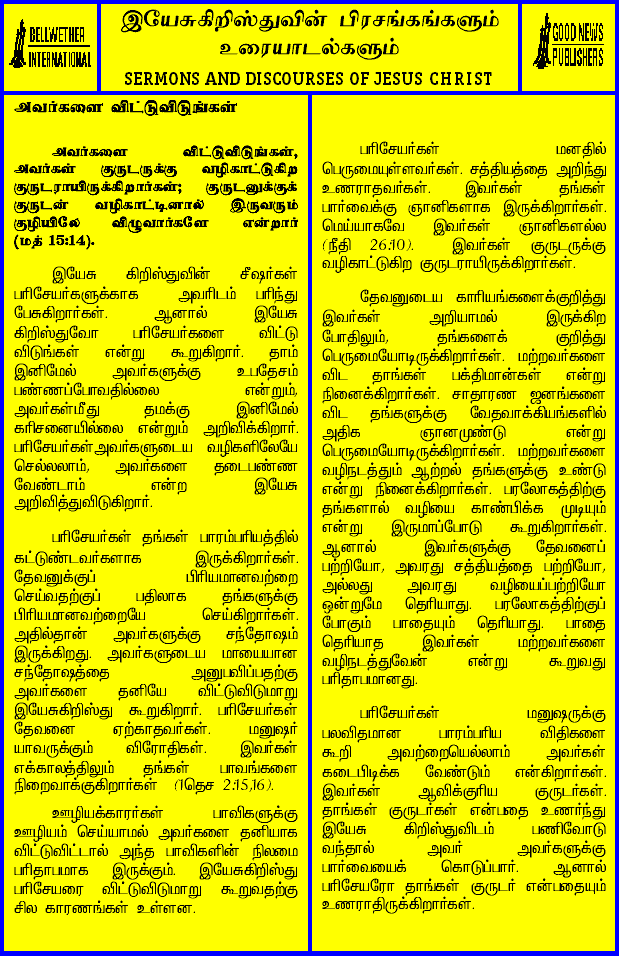 BELLWETHER
INTERNATIONAL
இயேசுகிறிஸ்துவின் பிரசங்கங்களும்
உரையாடல்களும்
SERMONS AND DISCOURSES OF JESUS CHRIST
GOOD NEWS
PUBLISHERS
அவர்களை விட்டுவிடுங்கள்
அவர்களை விட்டுவிடுங்கள்,
அவர்கள் குருடருக்கு வழிகாட்டுகிற
குருடராயிருக்கிறார்கள்; குருடனுக்குக்
குருடன் வழிகாட்டினால் இருவரும்
குழியிலே விழுவார்களே என்றார்
(மத் 15:14).
இயேசு கிறிஸ்துவின் சீஷர்கள்
பரிசேயர்களுக்காக அவரிடம் பரிந்து
பேசுகிறார்கள். ஆனால் இயேசு
கிறிஸ்துவோ பரிசேயர்களை விட்டு
விடுங்கள் என்று கூறுகிறார். தாம்
இனிமேல் அவர்களுக்கு உபதேசம்
பண்ணப்போவதில்லை என்றும்,
அவர்கள்மீது தமக்கு இனிமேல்
கரிசனையில்லை என்றும் அறிவிக்கிறார்.
பரிசேயர்கள்அவர்களுடைய வழிகளிலேயே
செல்லலாம், அவர்களை தடைபண்ண
வேண்டாம் என்ற இயேசு
அறிவித்துவிடுகிறார்.
பரிசேயர்கள் தங்கள் பாரம்பரியத்தில்
கட்டுண்டவர்களாக இருக்கிறார்கள்.
தேவனுக்குப் பிரியமானவற்றை
செய்வதற்குப் பதிலாக தங்களுக்கு
பிரியமானவற்றையே செய்கிறார்கள்.
அதில்தான் அவர்களுக்கு சந்தோஷம்
இருக்கிறது. அவர்களுடைய மாயையான
சந்தோஷத்தை அனுபவிப்பதற்கு
அவர்களை தனியே விட்டுவிடுமாறு
இயேசுகிறிஸ்து கூறுகிறார். பரிசேயர்கள்
தேவனை ஏற்காதவர்கள். மனுஷர்
யாவருக்கும் விரோதிகள். இவர்கள்
எக்காலத்திலும் தங்கள் பாவங்களை
நிறைவாக்குகிறார்கள் (1தெச 2:15,16).
ஊழியக்காரர்கள் பாவிகளுக்கு
ஊழியம் செய்யாமல் அவர்களை தனியாக
விட்டுவிட்டால் அந்த பாவிகளின் நிலமை
பரிதாபமாக இருக்கும். இயேசுகிறிஸ்து
பரிசேயரை விட்டுவிடுமாறு கூறுவதற்கு
சில காரணங்கள் உள்ளன.
பரிசேயர்கள் மனதில்
பெருமையுள்ளவர்கள். சத்தியத்தை அறிந்து
உணராதவர்கள். இவர்கள் தங்கள்
பார்வைக்கு ஞானிகளாக இருக்கிறார்கள்.
மெய்யாகவே இவர்கள் ஞானிகளல்ல
(நீதி 26:10). இவர்கள் குருடருக்கு
வழிகாட்டுகிற குருடராயிருக்கிறார்கள்.
தேவனுடைய காரியங்களைக்குறித்து
இவர்கள் அறியாமல் இருக்கிற
போதிலும், தங்களைக் குறித்து
பெருமையோடிருக்கிறார்கள். மற்றவர்களை
விட தாங்கள் பக்திமான்கள் என்று
நினைக்கிறார்கள். சாதாரண ஜனங்களை
விட தங்களுக்கு வேதவாக்கியங்களில்
அதிக ஞானமுண்டு என்று
பெருமையோடிருக்கிறார்கள். மற்றவர்களை
வழிநடத்தும் ஆற்றல் தங்களுக்கு உண்டு
என்று நினைக்கிறார்கள். பரலோகத்திற்கு
தங்களால் வழியை காண்பிக்க முடியும்
என்று இருமாப்போடு கூறுகிறார்கள்.
ஆனால் இவர்களுக்கு தேவனைப்
பற்றியோ, அவரது சத்தியத்தை பற்றியோ,
அல்லது அவரது வழியைப்பற்றியோ
ஒன்றுமே தெரியாது. பரலோகத்திற்குப்
போகும் பாதையும் தெரியாது. பாதை
தெரியாத இவர்கள் மற்றவர்களை
வழிநடத்துவேன் என்று கூறுவது
பரிதாபமானது.
பரிசேயர்கள் மனுஷருக்கு
பலவிதமான பாரம்பரிய விதிகளை
கூறி அவற்றையெல்லாம் அவர்கள்
கடைபிடிக்க வேண்டும் என்கிறார்கள்.
இவர்கள் ஆவிக்குரிய குருடர்கள்.
தாங்கள் குருடர்கள் என்பதை உணர்ந்து
இயேசு கிறிஸ்துவிடம் பணிவோடு
வந்தால் அவர் அவர்களுக்கு
பார்வையைக் கொடுப்பார். ஆனால்
பரிசேயரோ தாங்கள் குருடர் என்பதையும்
உணராதிருக்கிறார்கள்.